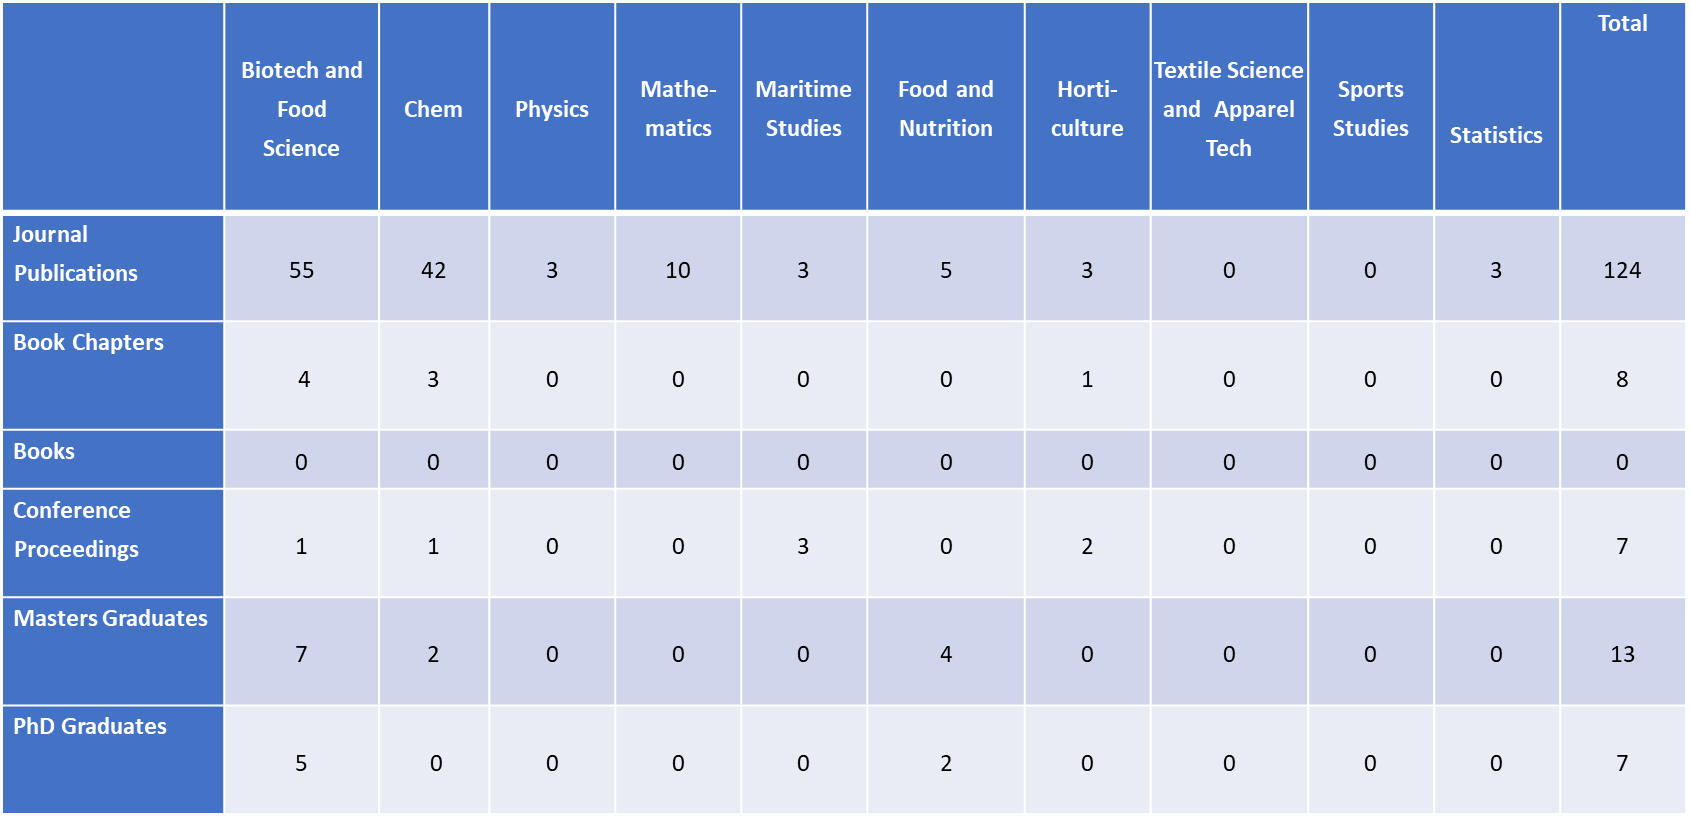 Biotech and
Food
Science
Chem
Physics
Mathe-
matics
Maritime
Studies
Food and
Nutrition
Horti-
culture
Textile Science
and Apparel
Tech
Sports
Studies
Statistics
Total
Journal
Publications
55 42 3 10 3 5 3 0 0 3 124
Book Chapters
4 3 0 0 0 0 1 0 0 0 8
Books
0 0 0 0 0 0 0 0 0 0 0
Conference
Proceedings
1 1 0 0 3 0 2 0 0 0 7
Masters Graduates
7 2 0 0 0 4 0 0 0 0 13
PhD Graduates
5 0 0 0 0 2 0 0 0 0 7